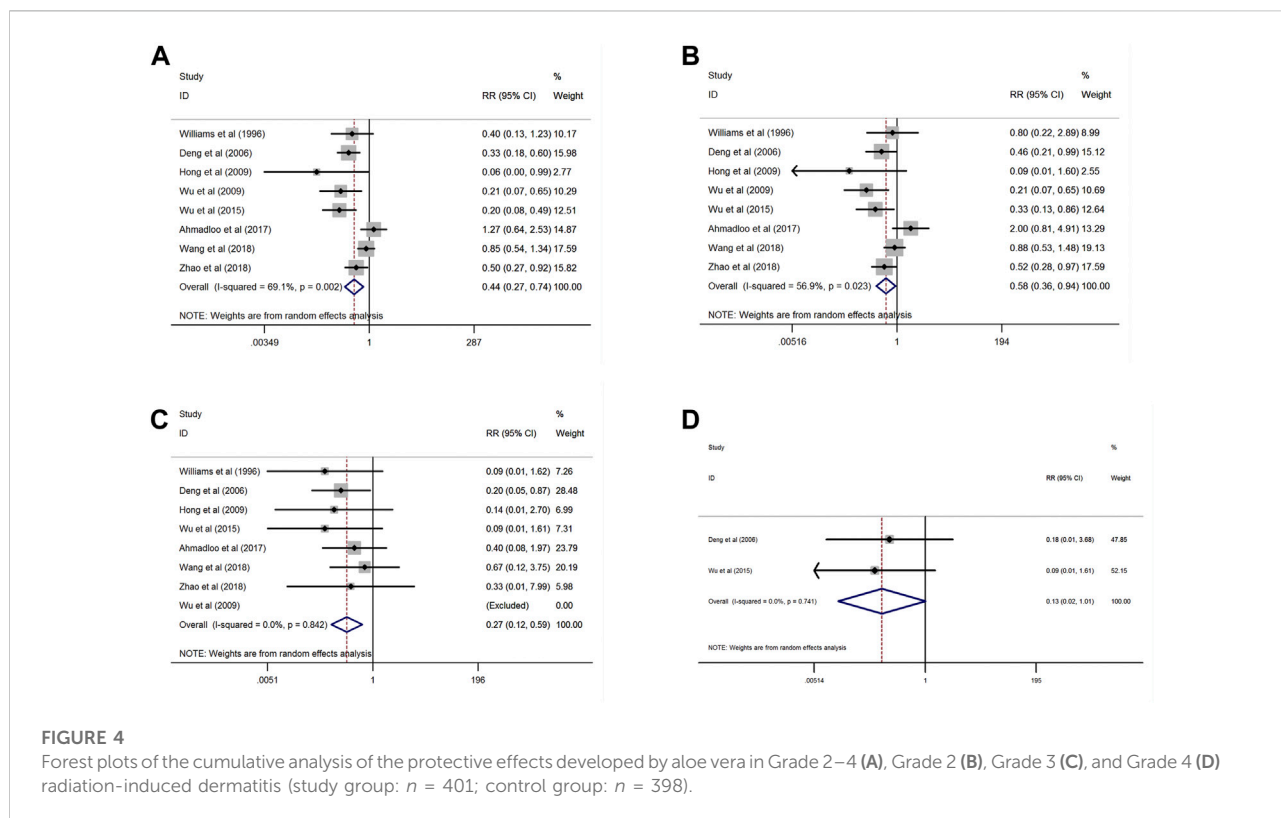 A
Study %
ID RR (95% CI) Weight
Williams et al (1996) 0.40 (0.13, 1.23) 10.17
Deng et al (2006) 0.33 (0.18, 0.60) 15.98
Hong et al (2009) 0.06 (0.00, 0.99) 2.77
Wu et al (2009) 0.21 (0.07, 0.65) 10.29
Wu et al (2015) 0.20 (0.08, 0.49) 12.51
Ahmadloo et al (2017) 1.27 (0.64, 2.53) 14.87
Wang et al (2018) 0.85 (0.54, 1.34) 17.59
Zhao et al (2018) 0.50 (0.27, 0.92) 15.82
Overall (I-squared = 69.1%, p = 0.002) 0.44 (0.27, 0.74) 100.00
NOTE: Weights are from random effects analysis
.00349 1 287
B
Study %
ID RR (95% CI) Weight
Williams et al (1996) 0.80 (0.22, 2.89) 8.99
Deng et al (2006) 0.46 (0.21, 0.99) 15.12
Hong et al (2009) 0.09 (0.01, 1.60) 2.55
Wu et al (2009) 0.21 (0.07, 0.65) 10.69
Wu et al (2015) 0.33 (0.13, 0.86) 12.64
Ahmadloo et al (2017) 2.00 (0.81, 4.91) 13.29
Wang et al (2018) 0.88 (0.53, 1.48) 19.13
Zhao et al (2018) 0.52 (0.28, 0.97) 17.59
Overall (I-squared = 56.9%, p = 0.023) 0.58 (0.36, 0.94) 100.00
NOTE: Weights are from random effects analysis
.00516 1 194
C
Study %
ID RR (95% CI) Weight
Williams et al (1996) 0.09 (0.01, 1.62) 7.26
Deng et al (2006) 0.20 (0.05, 0.87) 28.48
Hong et al (2009) 0.14 (0.01, 2.70) 6.99
Wu et al (2015) 0.09 (0.01, 1.61) 7.31
Ahmadloo et al (2017) 0.40 (0.08, 1.97) 23.79
Wang et al (2018) 0.67 (0.12, 3.75) 20.19
Zhao et al (2018) 0.33 (0.01, 7.99) 5.98
Wu et al (2009) (Excluded) 0.00
Overall (I-squared = 0.0%, p = 0.842) 0.27 (0.12, 0.59) 100.00
NOTE: Weights are from random effects analysis
.0051 1 196
D
Study %
ID RR (95% CI) Weight
Deng et al (2006) 0.18 (0.01, 3.68) 47.85
Wu et al (2015) 0.09 (0.01, 1.61) 52.15
Overall (I-squared = 0.0%, p = 0.741) 0.13 (0.02, 1.01) 100.00
NOTE: Weights are from random effects analysis
.00514 1 195
FIGURE 4
Forest plots of the cumulative analysis of the protective effects developed by aloe vera in Grade 2–4 (A), Grade 2 (B), Grade 3 (C), and Grade 4 (D)
radiation-induced dermatitis (study group: n = 401; control group: n = 398).